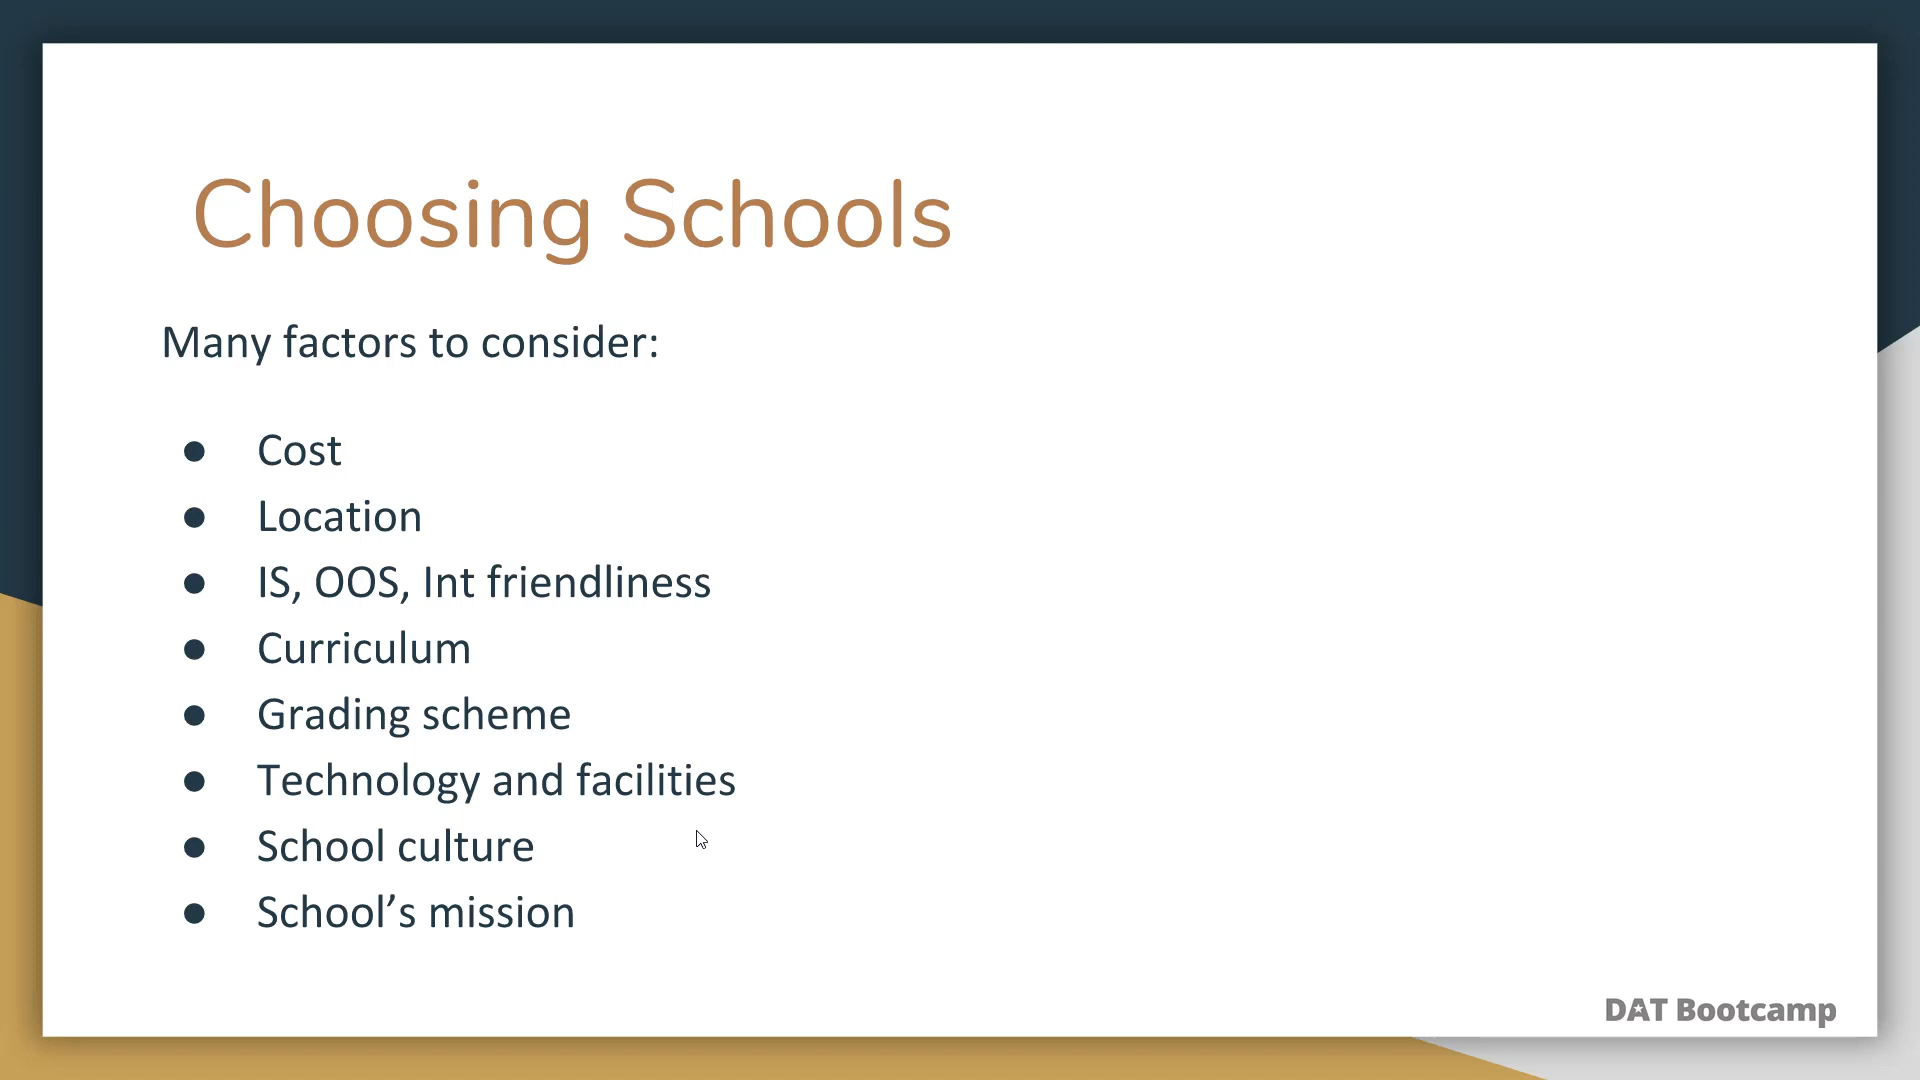 Choosing Schools
Many factors to consider:
● Cost
● Location
● IS, OOS, Int friendliness
● Curriculum
● Grading scheme
● Technology and facilities
● School culture
● School’s mission
DAT Bootcamp